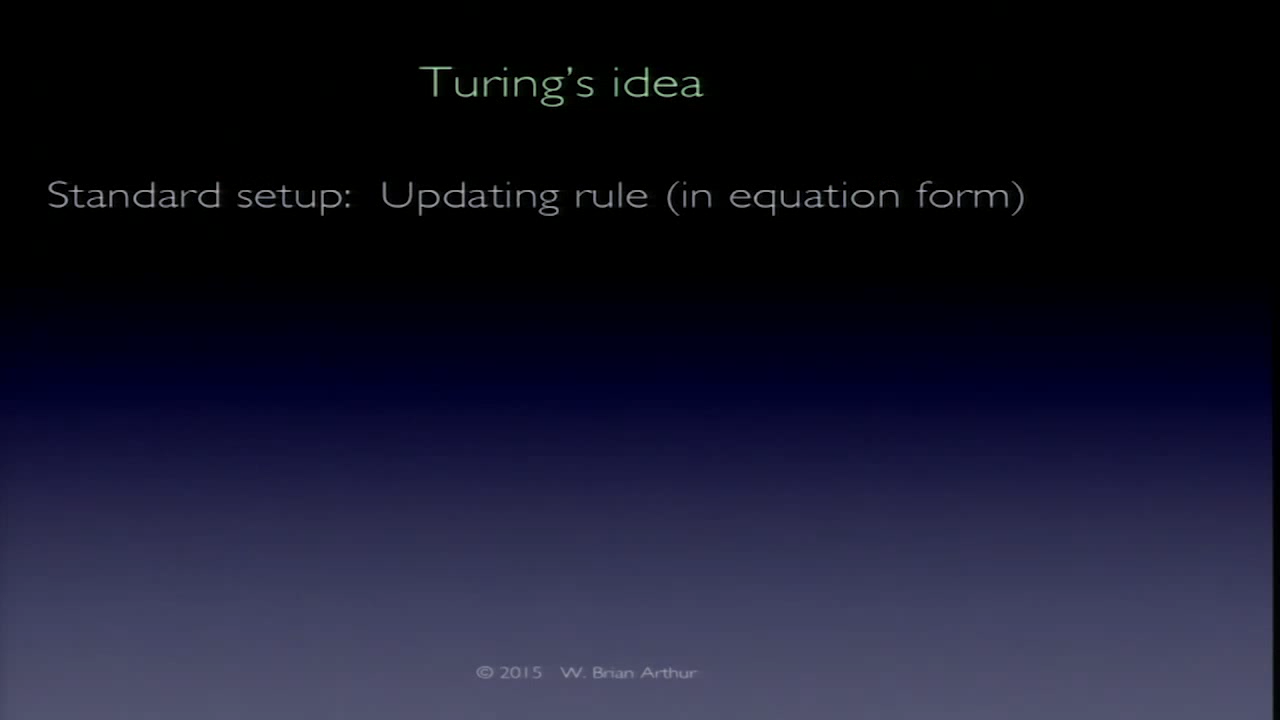 Turing's idea
Standard setup: Updating rule (in equation form)
© 2015 W. Brian Arthur